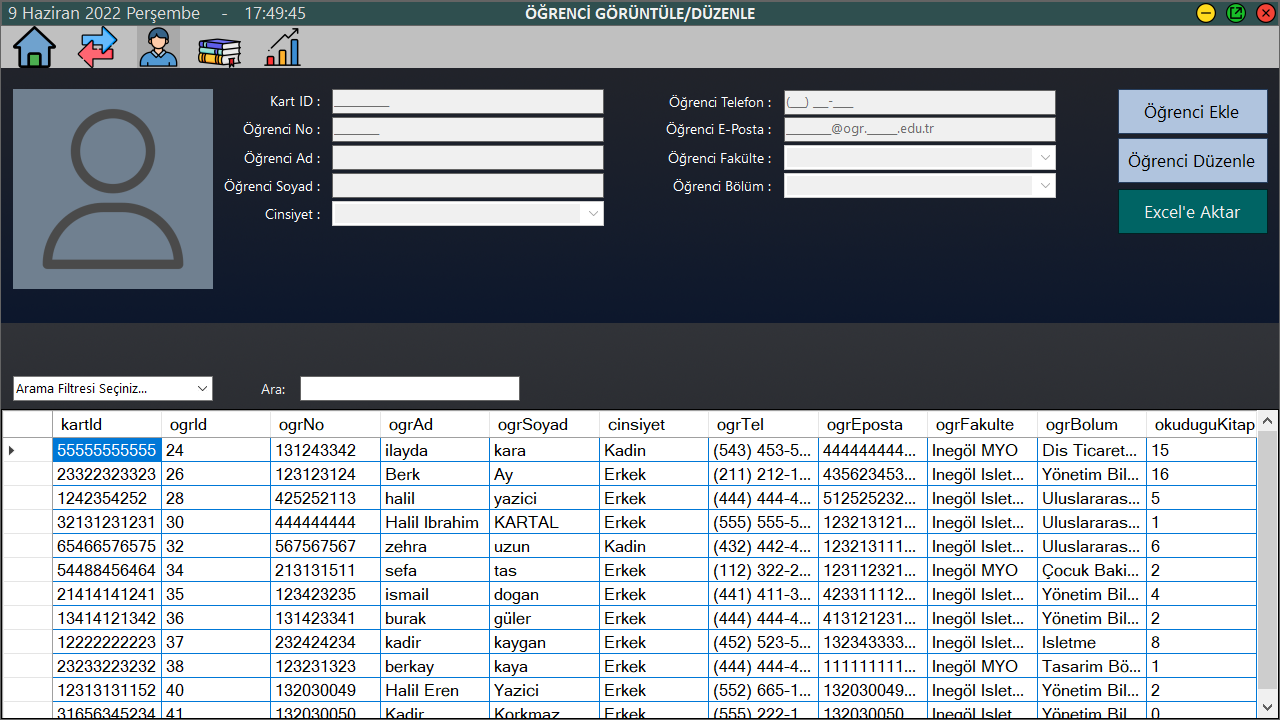 9 Haziran 2022 Perşembe - 17:49:45 ÖĞRENCİ GÖRÜNTÜLE/DÜZENLE
Kart ID : _________
Öğrenci No : _______
Öğrenci Ad :
Öğrenci Soyad :
Cinsiyet :
Öğrenci Telefon : (__) __-___
Öğrenci E-Posta : _______@ogr._____.edu.tr
Öğrenci Fakülte :
Öğrenci Bölüm :
Öğrenci Ekle
Öğrenci Düzenle
Excel'e Aktar
Arama Filtresi Seçiniz... Ara:
kartId ogrId ogrNo ogrAd ogrSoyad cinsiyet ogrTel ogrEposta ogrFakulte ogrBolum okuduguKitap
55555555555 24 131243342 ilayda kara Kadin (543) 453-5... 444444444... Inegöl MYO Dis Ticaret... 15
23322323323 26 123123124 Berk Ay Erkek (211) 212-1... 435623453... Inegöl Islet... Yönetim Bil... 16
1242354252 28 425252113 halil yazici Erkek (444) 444-4... 512525232... Inegöl Islet... Uluslararas... 5
32131231231 30 444444444 Halil Ibrahim KARTAL Erkek (555) 555-5... 123213121... Inegöl Islet... Uluslararas... 1
65466576575 32 567567567 zehra uzun Kadin (432) 442-4... 123213111... Inegöl Islet... Uluslararas... 6
54488456464 34 213131511 sefa tas Erkek (112) 322-2... 123112321... Inegöl MYO Çocuk Baki... 2
21414141241 35 123423235 ismail dogan Erkek (441) 411-3... 423311112... Inegöl Islet... Yönetim Bil... 4
13414121342 36 131423341 burak güler Erkek (444) 444-4... 413121231... Inegöl Islet... Yönetim Bil... 2
12222222223 37 232424234 kadir kaygan Erkek (452) 523-5... 132343333... Inegöl Islet... Isletme 8
23233223232 38 123231323 berkay kaya Erkek (444) 444-4... 111111111... Inegöl MYO Tasarim Bö... 1
12313131152 40 132030049 Halil Eren Yazici Erkek (552) 665-1... 132030049... Inegöl Islet... Yönetim Bil... 2
31656345234 41 132030050 Kadir Korkmaz Erkek (555) 222-1... 132030050... Inegöl Islet... Yönetim Bil... 0